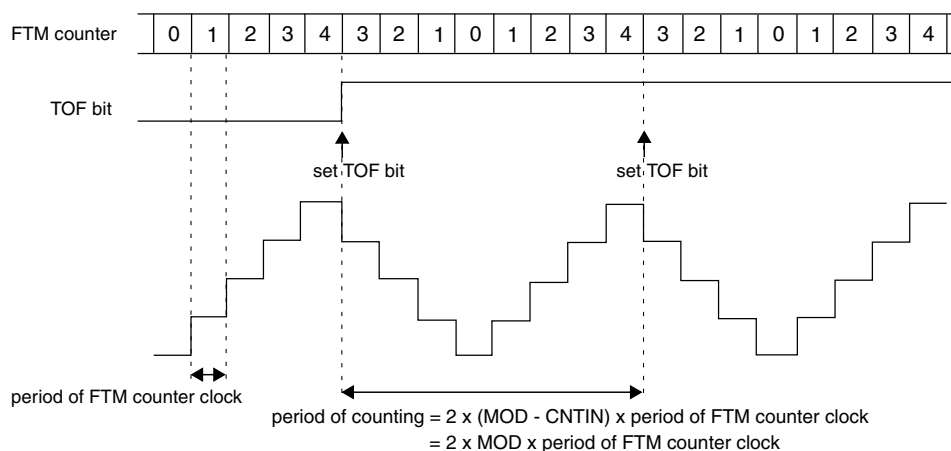 FTM counter 0 1 2 3 4 3 2 1 0 1 2 3 4 3 2 1 0 1 2 3 4
TOF bit
set TOF bit set TOF bit
period of FTM counter clock
period of counting = 2 x (MOD - CNTIN) x period of FTM counter clock
= 2 x MOD x period of FTM counter clock